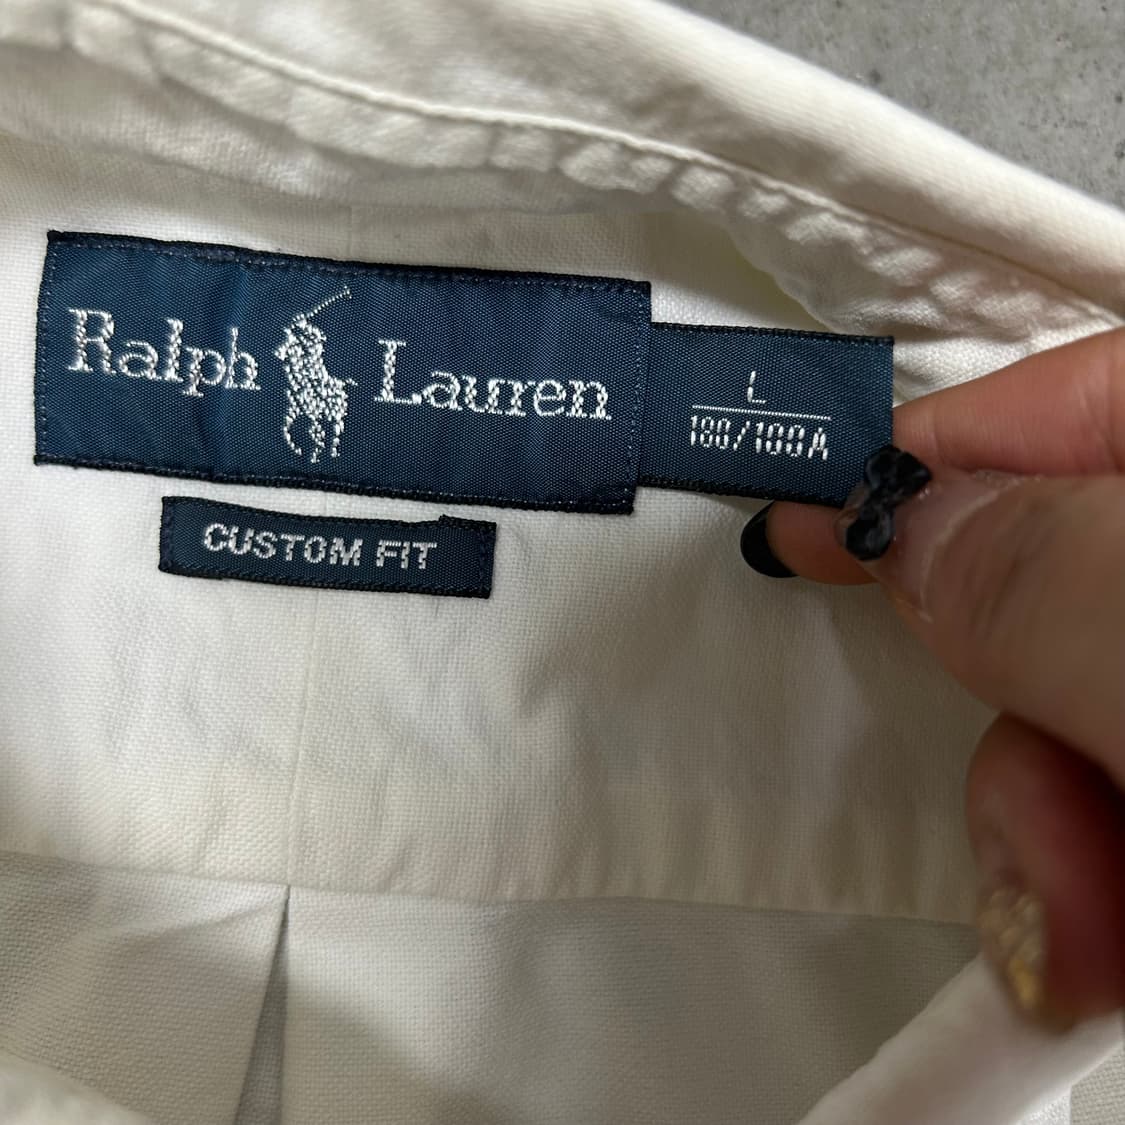 Ralph Lauren
L
180/100A
CUSTOM FIT